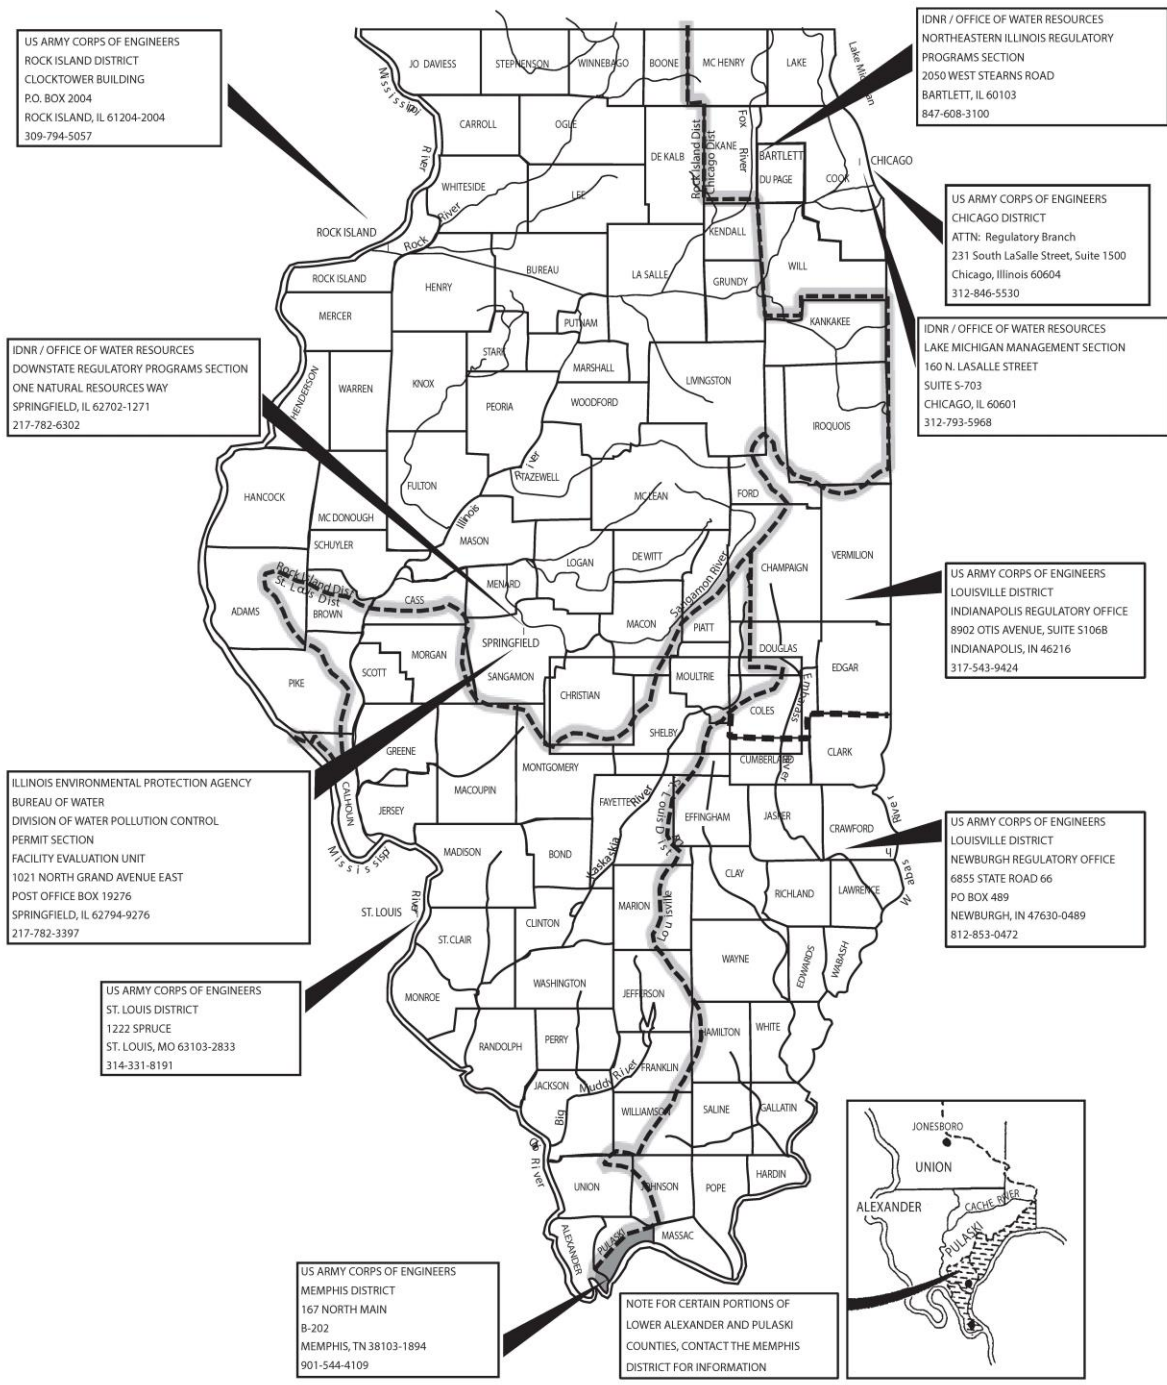 US ARMY CORPS OF ENGINEERS
ROCK ISLAND DISTRICT
CLOCKTOWER BUILDING
P.O. BOX 2004
ROCK ISLAND, IL 61204-2004
309-794-5057
IDNR / OFFICE OF WATER RESOURCES
NORTHEASTERN ILLINOIS REGULATORY
PROGRAMS SECTION
2050 WEST STEARNS ROAD
BARTLETT, IL 60103
847-608-3100
US ARMY CORPS OF ENGINEERS
CHICAGO DISTRICT
ATTN: Regulatory Branch
231 South LaSalle Street, Suite 1500
Chicago, Illinois 60604
312-846-5530
IDNR / OFFICE OF WATER RESOURCES
LAKE MICHIGAN MANAGEMENT SECTION
160 N. LASALLE STREET
SUITE S-703
CHICAGO, IL 60601
312-793-5968
IDNR / OFFICE OF WATER RESOURCES
DOWNSTATE REGULATORY PROGRAMS SECTION
ONE NATURAL RESOURCES WAY
SPRINGFIELD, IL 62702-1271
217-782-6302
US ARMY CORPS OF ENGINEERS
LOUISVILLE DISTRICT
INDIANAPOLIS REGULATORY OFFICE
8902 OTIS AVENUE, SUITE S106B
INDIANAPOLIS, IN 46216
317-543-9424
ILLINOIS ENVIRONMENTAL PROTECTION AGENCY
BUREAU OF WATER
DIVISION OF WATER POLLUTION CONTROL
PERMIT SECTION
FACILITY EVALUATION UNIT
1021 NORTH GRAND AVENUE EAST
POST OFFICE BOX 19276
SPRINGFIELD, IL 62794-9276
217-782-3397
US ARMY CORPS OF ENGINEERS
LOUISVILLE DISTRICT
NEWBURGH REGULATORY OFFICE
6855 STATE ROAD 66
PO BOX 489
NEWBURGH, IN 47630-0489
812-853-0472
US ARMY CORPS OF ENGINEERS
ST. LOUIS DISTRICT
1222 SPRUCE
ST. LOUIS, MO 63103-2833
314-331-8191
US ARMY CORPS OF ENGINEERS
MEMPHIS DISTRICT
167 NORTH MAIN
B-202
MEMPHIS, TN 38103-1894
901-544-4109
NOTE FOR CERTAIN PORTIONS OF
LOWER ALEXANDER AND PULASKI
COUNTIES, CONTACT THE MEMPHIS
DISTRICT FOR INFORMATION
JO DAVIESS
STEPHENSON
WINNEBAGO
BOONE
MC HENRY
LAKE
CARROLL
OGLE
DE KALB
KANE
Fox
River
BARTLETT
DU PAGE
COOK
CHICAGO
Rock Island Dist
Chicago Dist
WHITESIDE
LEE
River
Rock
River
ROCK ISLAND
KENDALL
WILL
ROCK ISLAND
HENRY
BUREAU
LA SALLE
GRUNDY
MERCER
PUTNAM
KANKAKEE
STARK
MARSHALL
HENDERSON
WARREN
KNOX
PEORIA
WOODFORD
LIVINGSTON
IROQUOIS
HANCOCK
MC DONOUGH
FULTON
River
TAZEWELL
MC LEAN
FORD
Illinois
SCHUYLER
MASON
LOGAN
DE WITT
CHAMPAIGN
VERMILION
Rock Island Dist
St. Louis Dist
ADAMS
BROWN
CASS
MENARD
MACON
Sangamon River
PIATT
SPRINGFIELD
SANGAMON
DOUGLAS
EDGAR
PIKE
SCOTT
MORGAN
CHRISTIAN
MOULTRIE
COLES
Embarass
River
SHELBY
CLARK
GREENE
MONTGOMERY
CUMBERLAND
CALHOUN
JERSEY
MACOUPIN
FAYETTE
River
Kaskaskia
St. Louis Dist
EFFINGHAM
JASPER
CRAWFORD
River
MADISON
BOND
CLAY
RICHLAND
LAWRENCE
ST. LOUIS
River
CLINTON
MARION
Louisville
ST. CLAIR
WAYNE
EDWARDS
WABASH
WASHINGTON
MONROE
JEFFERSON
HAMILTON
WHITE
RANDOLPH
PERRY
FRANKLIN
JACKSON
Big
Muddy River
WILLIAMSON
SALINE
GALLATIN
River
UNION
JOHNSON
POPE
HARDIN
ALEXANDER
PULASKI
MASSAC
JONESBORO
UNION
ALEXANDER
CACHE RIVER
PULASKI